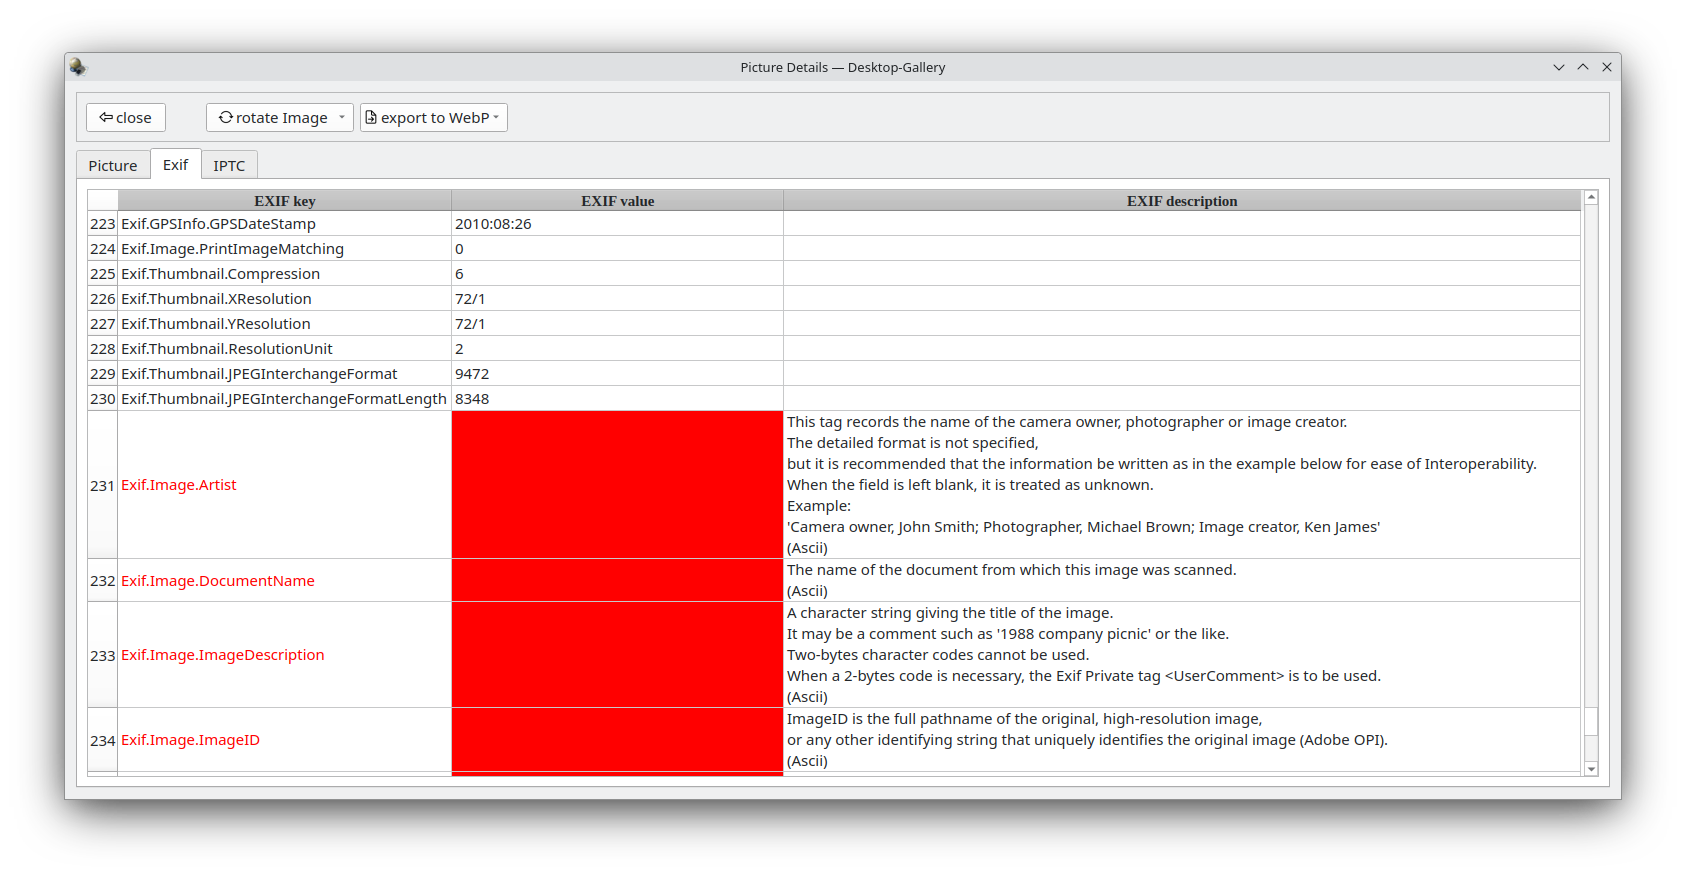 Picture Details — Desktop-Gallery
close rotate Image export to WebP
Picture Exif IPTC
EXIF key EXIF value EXIF description
223 Exif.GPSInfo.GPSDateStamp 2010:08:26
224 Exif.Image.PrintImageMatching 0
225 Exif.Thumbnail.Compression 6
226 Exif.Thumbnail.XResolution 72/1
227 Exif.Thumbnail.YResolution 72/1
228 Exif.Thumbnail.ResolutionUnit 2
229 Exif.Thumbnail.JPEGInterchangeFormat 9472
230 Exif.Thumbnail.JPEGInterchangeFormatLength 8348
231 Exif.Image.Artist
This tag records the name of the camera owner, photographer or image creator.
The detailed format is not specified,
but it is recommended that the information be written as in the example below for ease of Interoperability.
When the field is left blank, it is treated as unknown.
Example:
'Camera owner, John Smith; Photographer, Michael Brown; Image creator, Ken James'
(Ascii)
232 Exif.Image.DocumentName
The name of the document from which this image was scanned.
(Ascii)
233 Exif.Image.ImageDescription
A character string giving the title of the image.
It may be a comment such as '1988 company picnic' or the like.
Two-bytes character codes cannot be used.
When a 2-bytes code is necessary, the Exif Private tag <UserComment> is to be used.
(Ascii)
234 Exif.Image.ImageID
ImageID is the full pathname of the original, high-resolution image,
or any other identifying string that uniquely identifies the original image (Adobe OPI).
(Ascii)